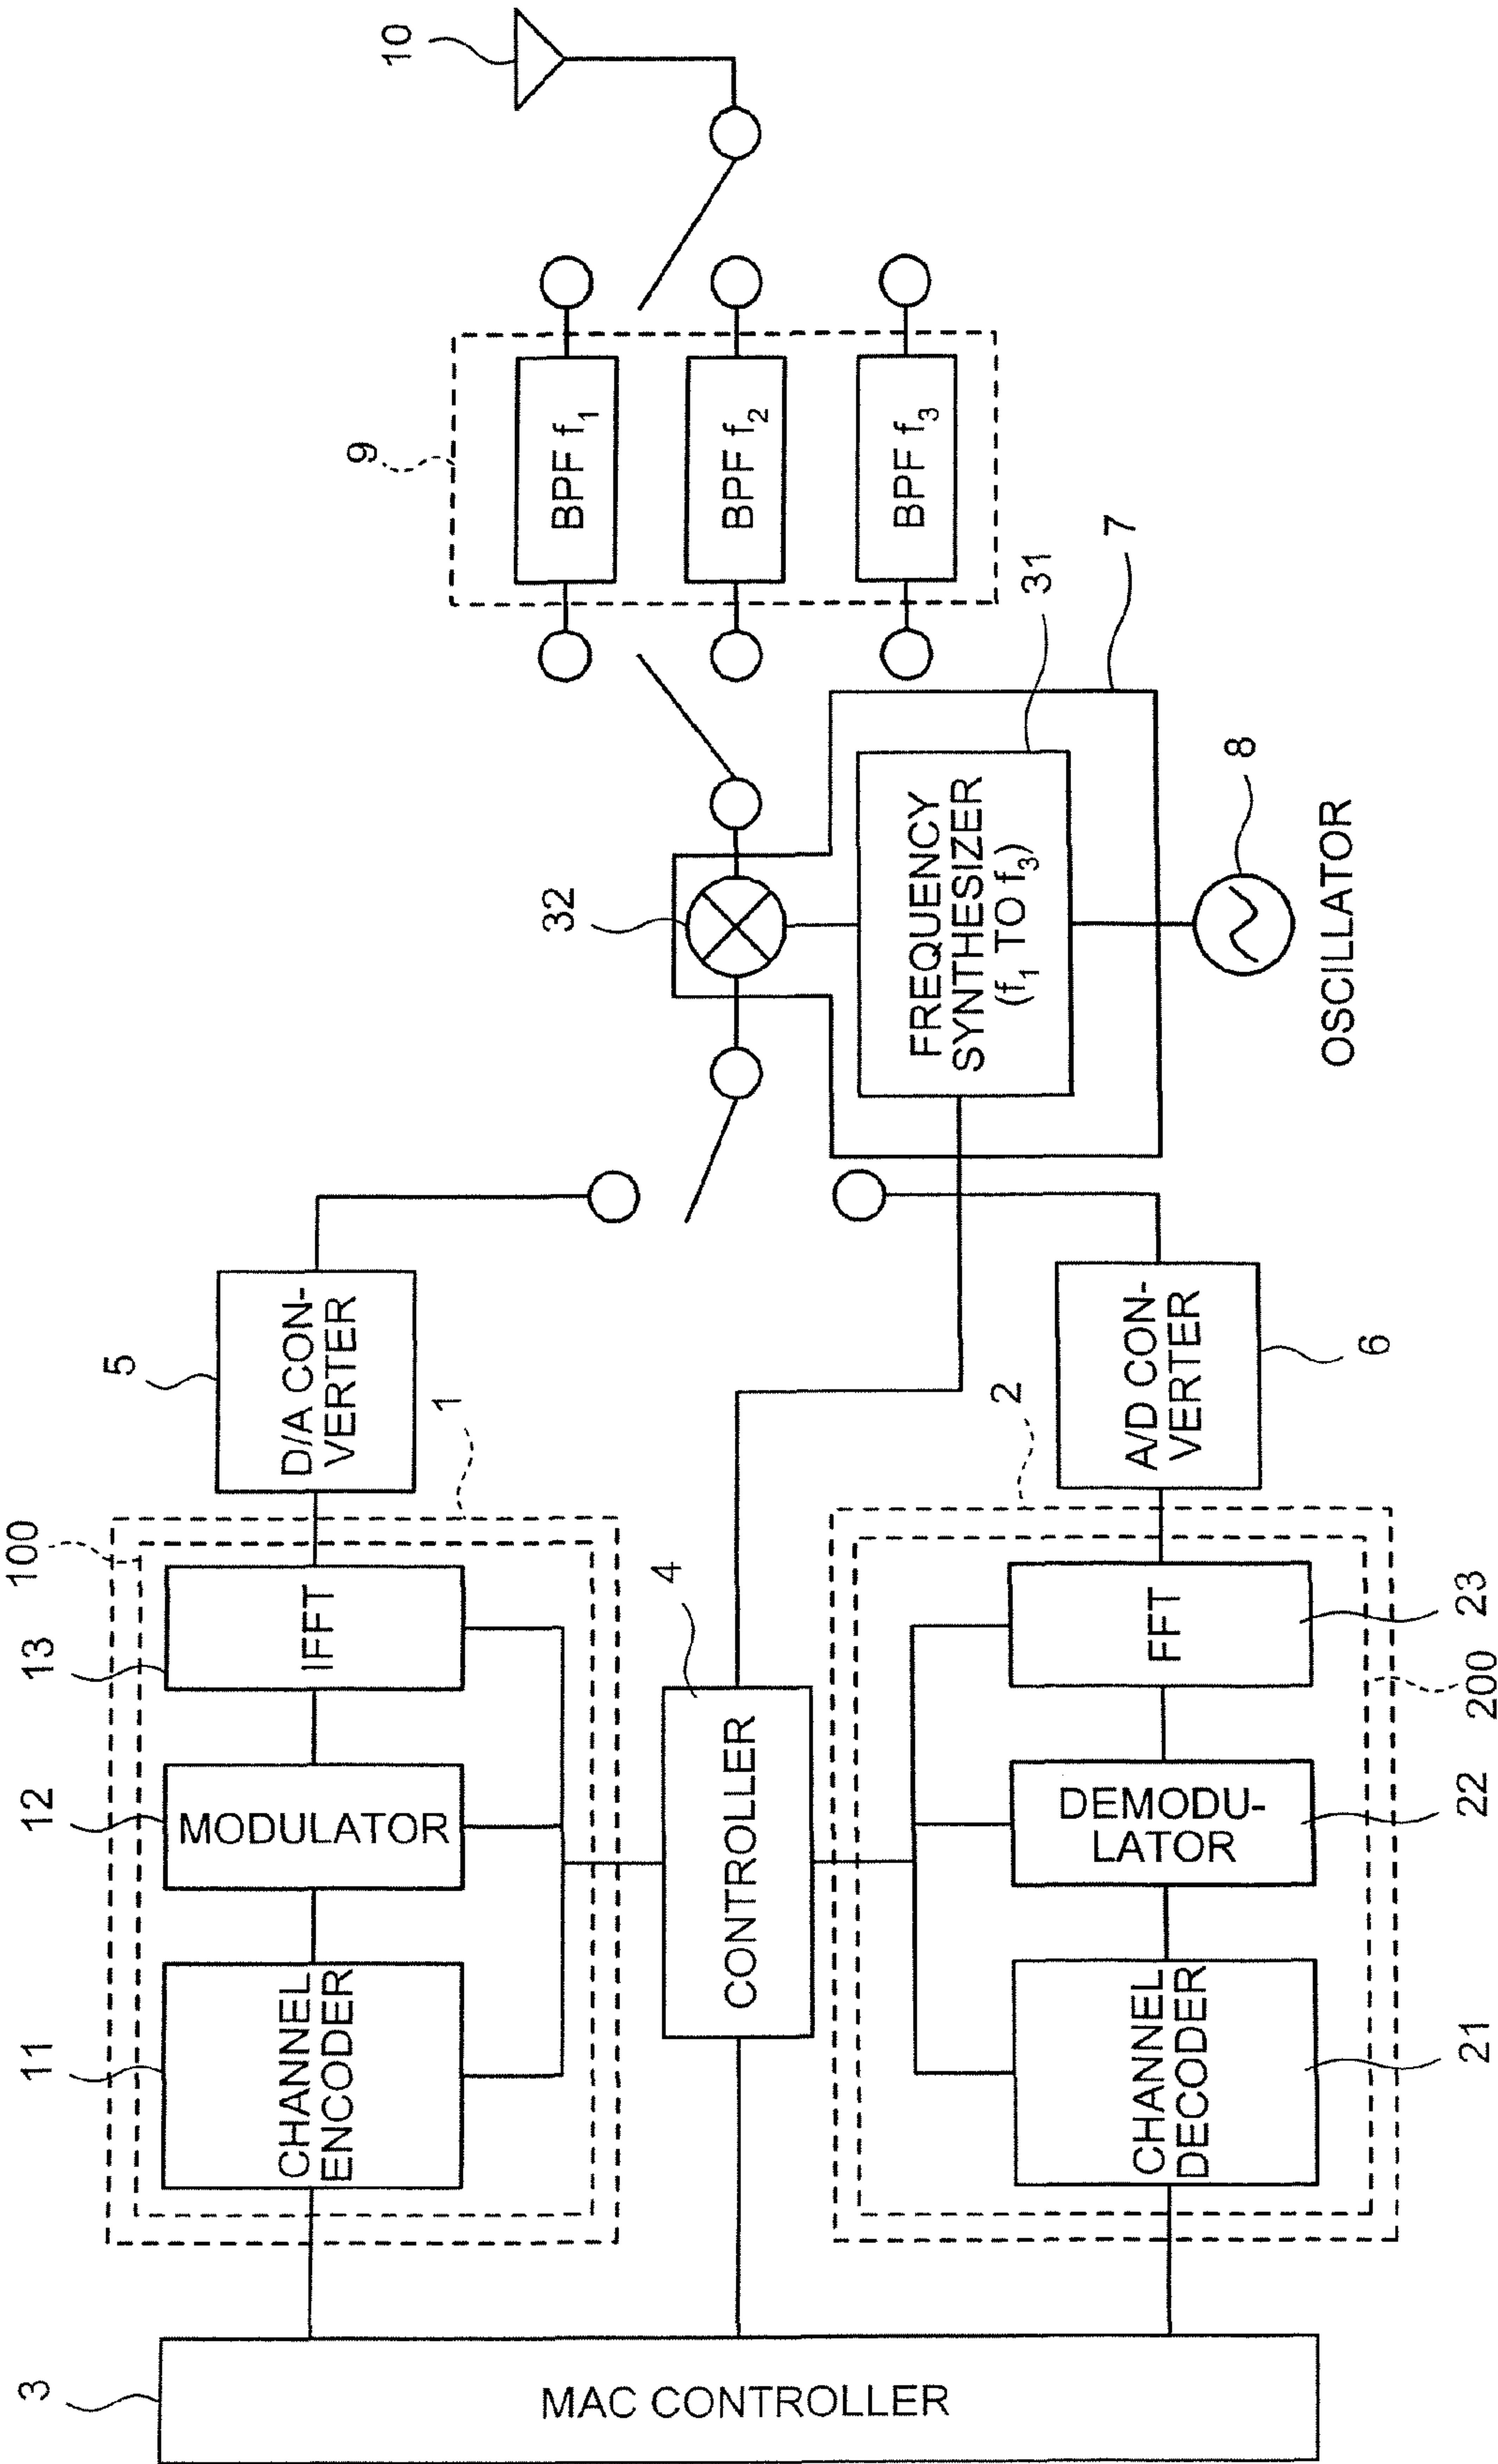 100
13
IFFT
12
MODULATOR
11
CHANNEL
ENCODER
1
5
D/A CON-
VERTER
3
MAC CONTROLLER
4
CONTROLLER
2
6
A/D CON-
VERTER
FFT
23
200
DEMODU-
LATOR
22
CHANNEL
DECODER
21
32
FREQUENCY
SYNTHESIZER
(f₁ TO f₃)
31
7
8
OSCILLATOR
9
BPF f₁
BPF f₂
BPF f₃
10